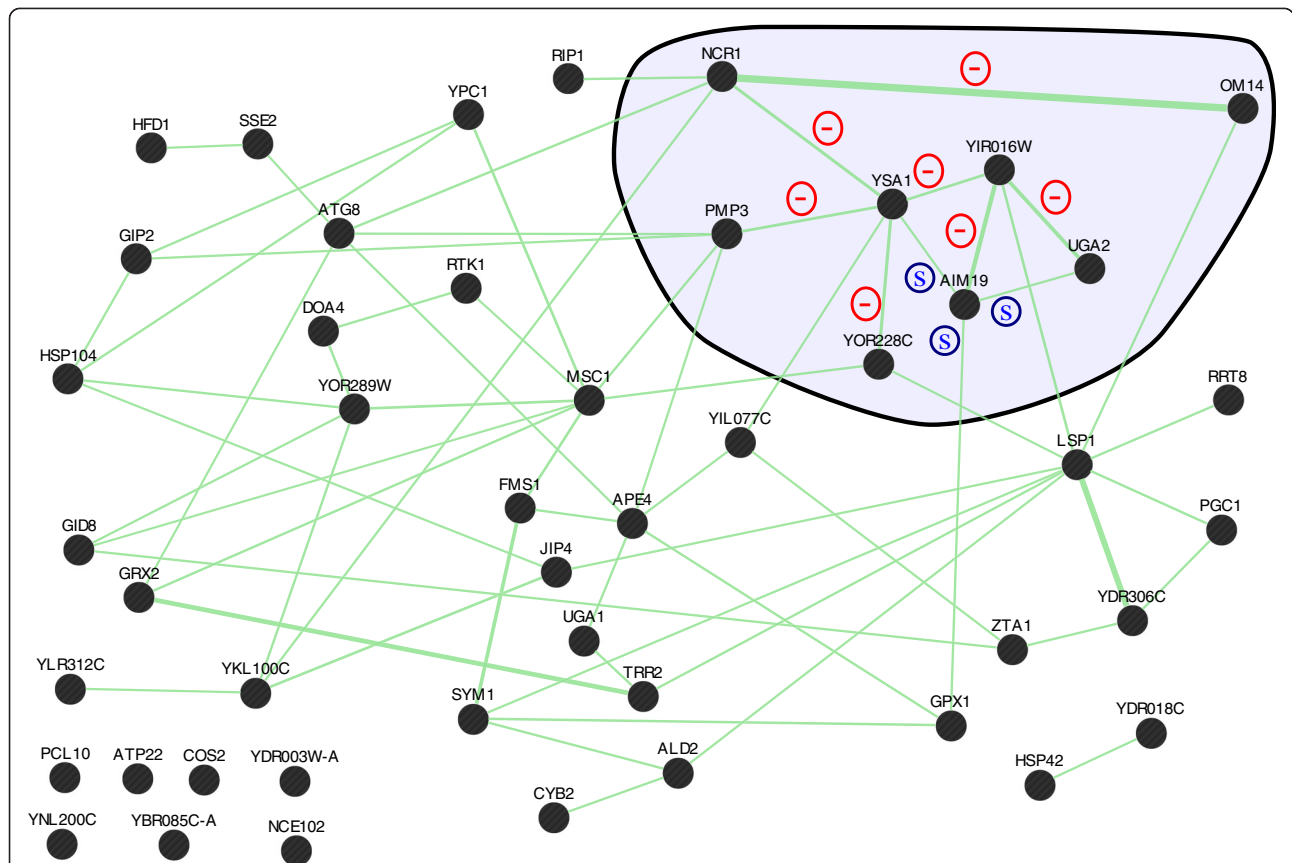 RIP1
NCR1
−
OM14
YPC1
HFD1
SSE2
−
YIR016W
−
YSA1
−
−
ATG8
PMP3
−
GIP2
UGA2
RTK1
S
AIM19
DOA4
−
S
HSP104
S
YOR228C
YOR289W
MSC1
RRT8
YIL077C
LSP1
FMS1
APE4
PGC1
GID8
JIP4
GRX2
YDR306C
UGA1
ZTA1
YLR312C
YKL100C
TRR2
SYM1
GPX1
YDR018C
PCL10
ATP22
COS2
YDR003W-A
ALD2
HSP42
CYB2
YNL200C
YBR085C-A
NCE102